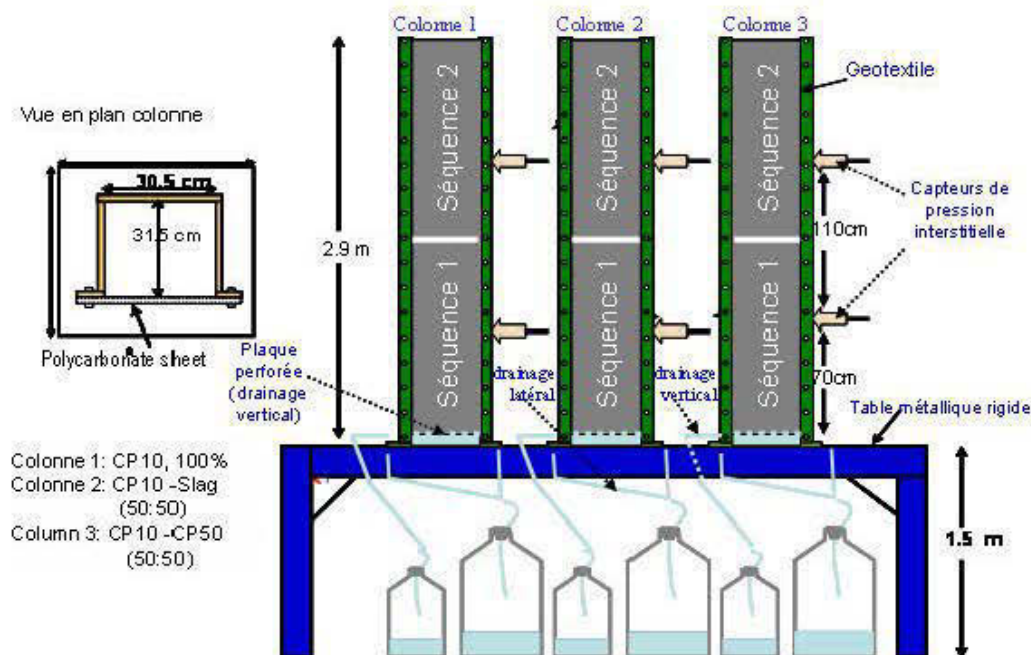 Colonne 1
Colonne 2
Colonne 3
Geotextile
Vue en plan colonne
30.5 cm
31.5 cm
2.9 m
Séquence 2
Séquence 2
Séquence 2
Séquence 1
Séquence 1
Séquence 1
Capteurs de
pression
interstitielle
110cm
70cm
Polycarbonate sheet
Plaque
perforée
(drainage
vertical)
drainage
latéral
drainage
vertical
Table métallique rigide
Colonne 1: CP10, 100%
Colonne 2: CP10 -Slag
(50:50)
Column 3: CP10 -CP50
(50:50)
1.5 m